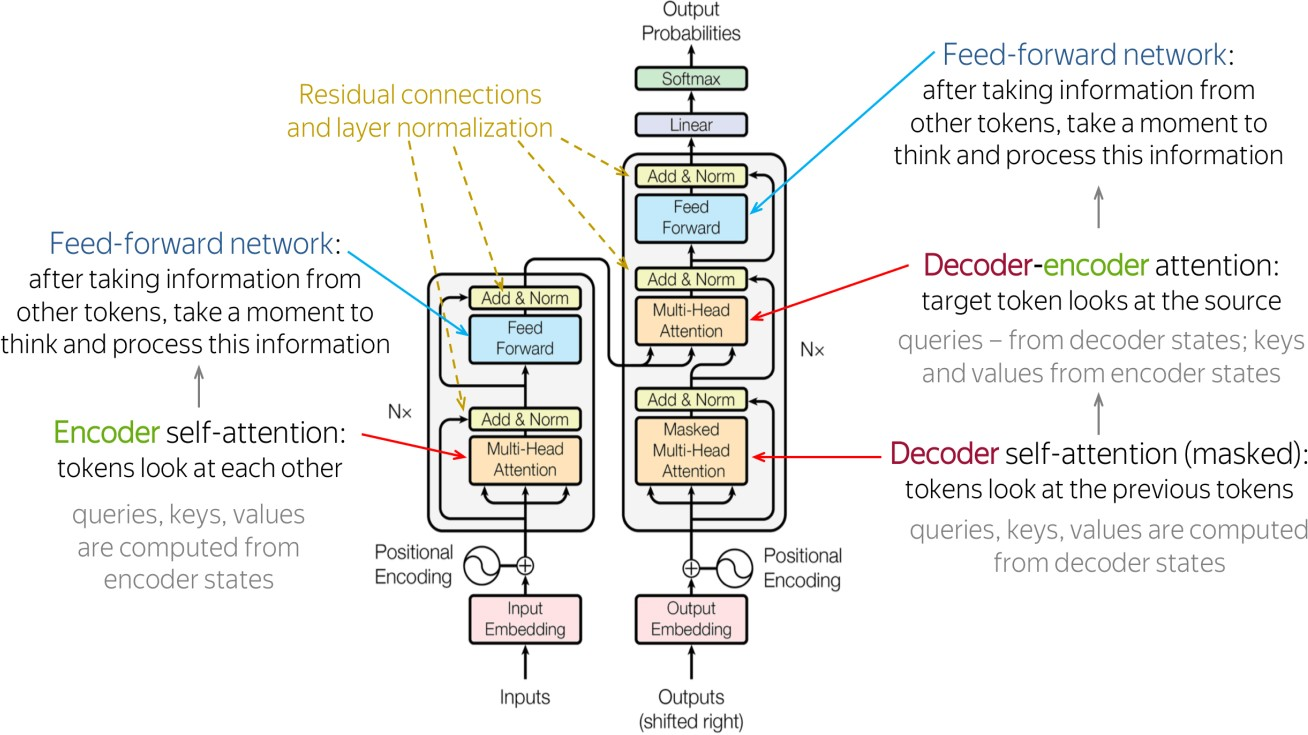 Output
Probabilities
Softmax
Linear
Add & Norm
Feed
Forward
Add & Norm
Multi-Head
Attention
Add & Norm
Masked
Multi-Head
Attention
N×
Positional
Encoding
Output
Embedding
Outputs
(shifted right)
Add & Norm
Feed
Forward
Add & Norm
Multi-Head
Attention
N×
Positional
Encoding
Input
Embedding
Inputs
Residual connections
and layer normalization
Feed-forward network:
after taking information from
other tokens, take a moment to
think and process this information
Encoder self-attention:
tokens look at each other
queries, keys, values
are computed from
encoder states
Feed-forward network:
after taking information from
other tokens, take a moment to
think and process this information
Decoder-encoder attention:
target token looks at the source
queries – from decoder states; keys
and values from encoder states
Decoder self-attention (masked):
tokens look at the previous tokens
queries, keys, values are computed
from decoder states